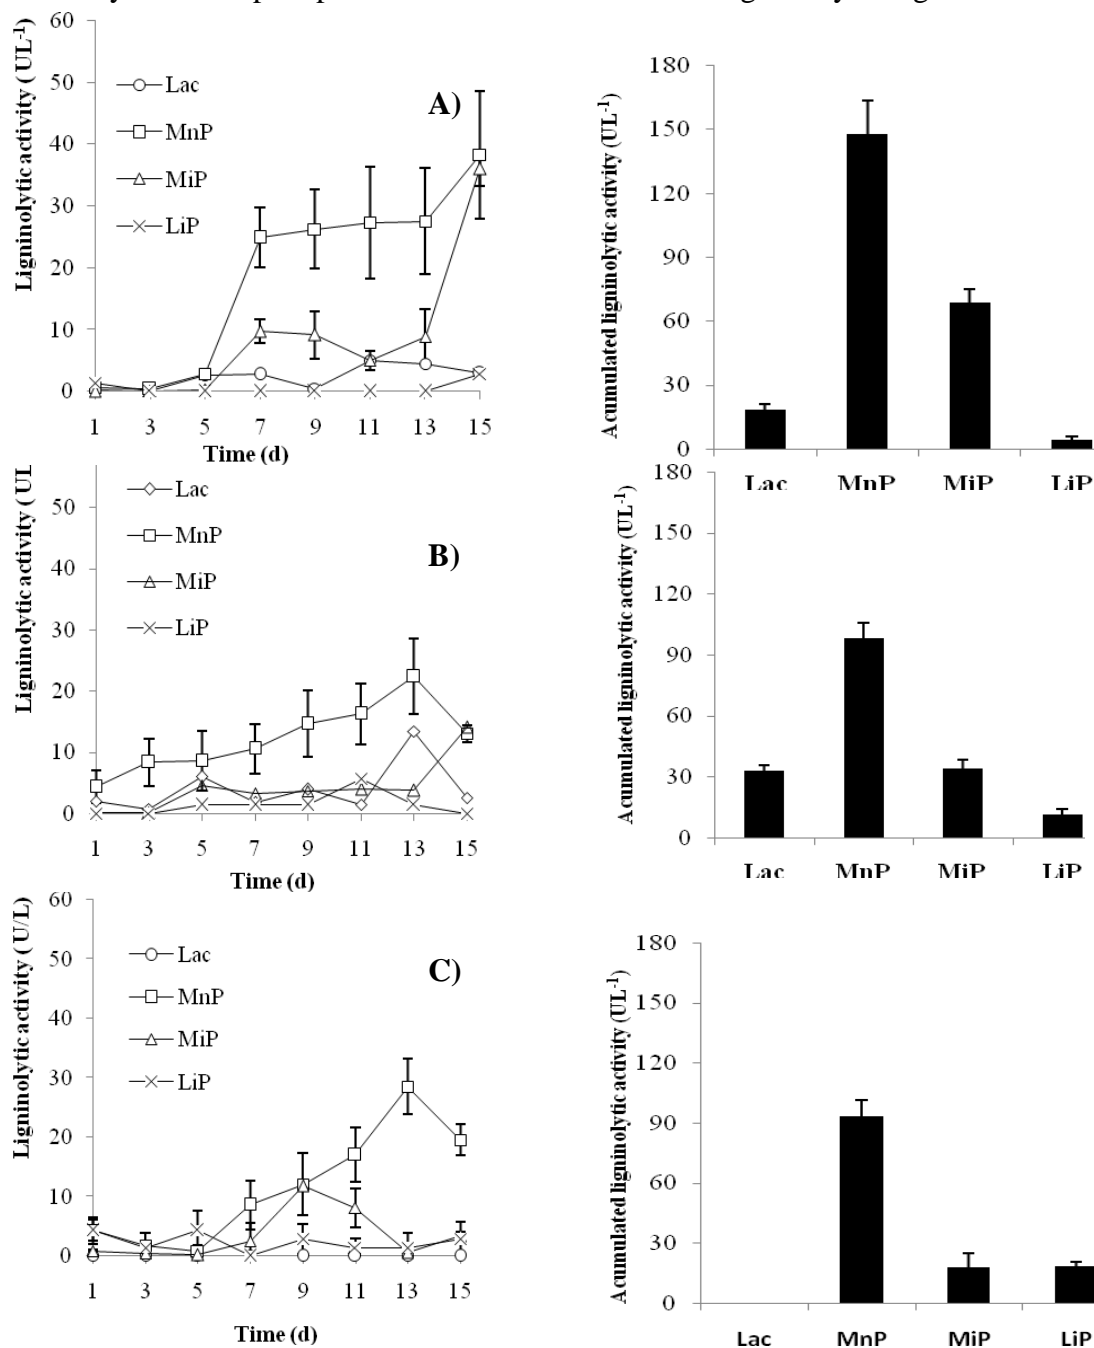 60
50
40
30
20
10
0
Ligninolytic activity (UL-1)
Lac
MnP
MiP
LiP
A)
1 3 5 7 9 11 13 15
Time (d)
180
150
120
90
60
30
0
Acumulated ligninolytic activity (UL-1)
Lac MnP MiP LiP
50
40
30
20
10
0
Ligninolytic activity (UL
Lac
MnP
MiP
LiP
B)
1 3 5 7 9 11 13 15
Time (d)
180
150
120
90
60
30
0
Acumulated ligninolytic activity (UL-1)
Lac MnP MiP LiP
60
50
40
30
20
10
0
Ligninolytic activity (U/L)
Lac
MnP
MiP
LiP
C)
1 3 5 7 9 11 13 15
Time (d)
180
150
120
90
60
30
0
Acumulated ligninolytic activity (UL-1)
Lac MnP MiP LiP